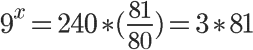 9^x = 240 * (81/80) = 3 * 81